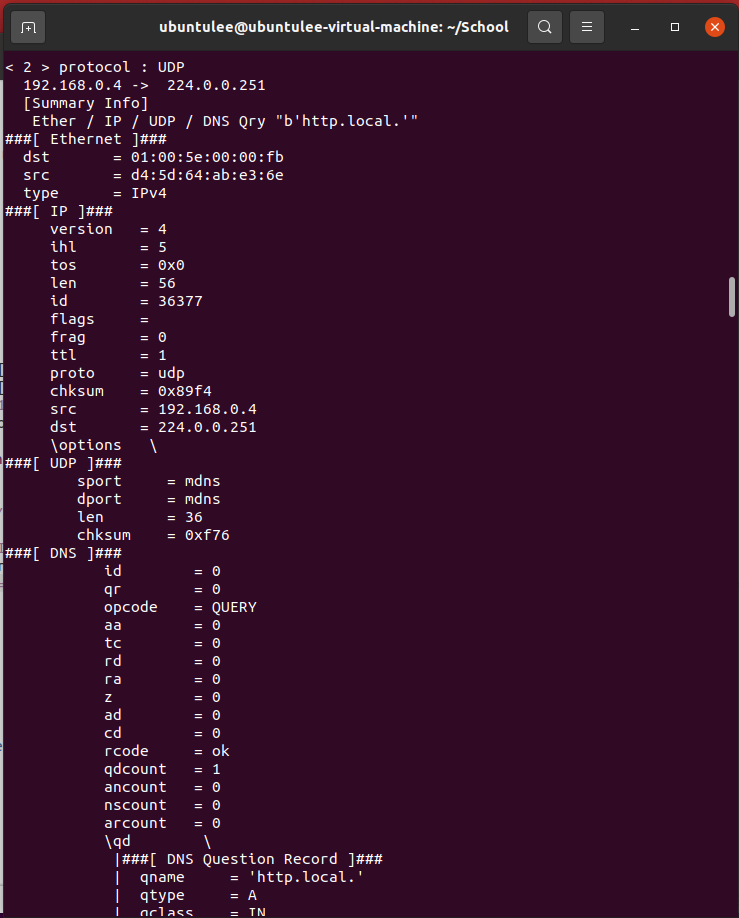 ubuntulee@ubuntulee-virtual-machine: ~/School
< 2 > protocol : UDP
  192.168.0.4 ->  224.0.0.251
  [Summary Info]
   Ether / IP / UDP / DNS Qry "b'http.local.'"
###[ Ethernet ]###
  dst       = 01:00:5e:00:00:fb
  src       = d4:5d:64:ab:e3:6e
  type      = IPv4
###[ IP ]###
     version   = 4
     ihl       = 5
     tos       = 0x0
     len       = 56
     id        = 36377
     flags     =
     frag      = 0
     ttl       = 1
     proto     = udp
     chksum    = 0x89f4
     src       = 192.168.0.4
     dst       = 224.0.0.251
     \options   \
###[ UDP ]###
        sport     = mdns
        dport     = mdns
        len       = 36
        chksum    = 0xf76
###[ DNS ]###
           id        = 0
           qr        = 0
           opcode    = QUERY
           aa        = 0
           tc        = 0
           rd        = 0
           ra        = 0
           z         = 0
           ad        = 0
           cd        = 0
           rcode     = ok
           qdcount   = 1
           ancount   = 0
           nscount   = 0
           arcount   = 0
           \qd        \
            |###[ DNS Question Record ]###
            |  qname     = 'http.local.'
            |  qtype     = A
            |  qclass    = IN